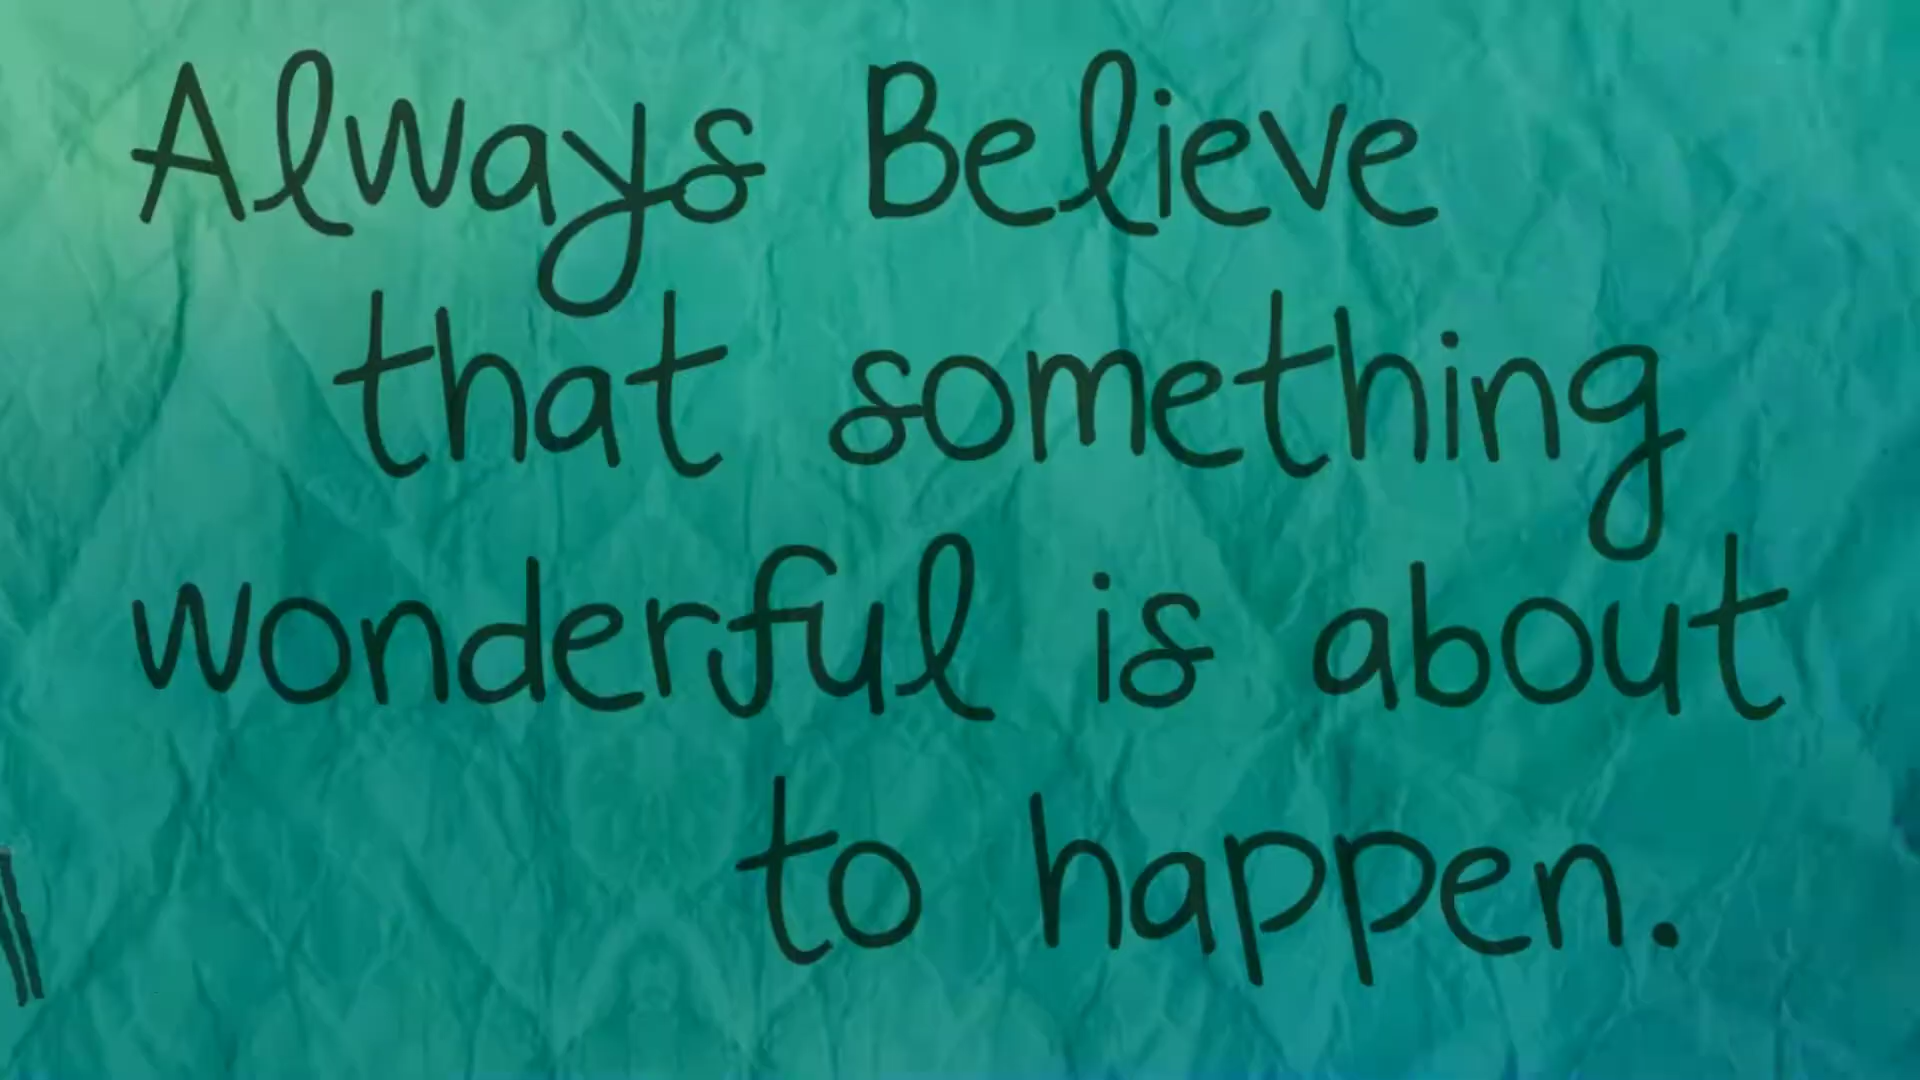 Always Believe
that something
wonderful is about
to happen.